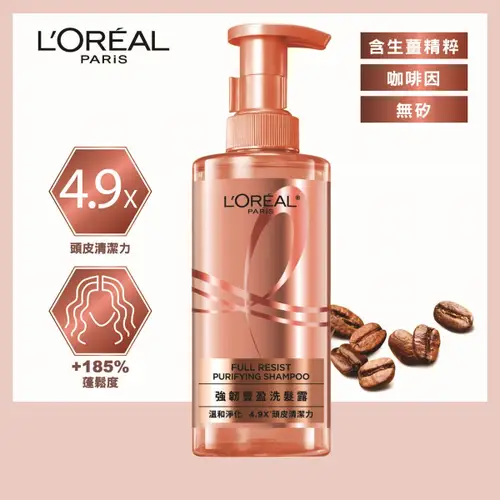 L'ORÉAL
PARIS
含生薑精粹
咖啡因
無矽
4.9X
頭皮清潔力
+185%
蓬鬆度
L'ORÉAL®
PARIS
FULL RESIST
PURIFYING SHAMPOO
強韌豐盈洗髮露
溫和淨化 4.9X*頭皮清潔力